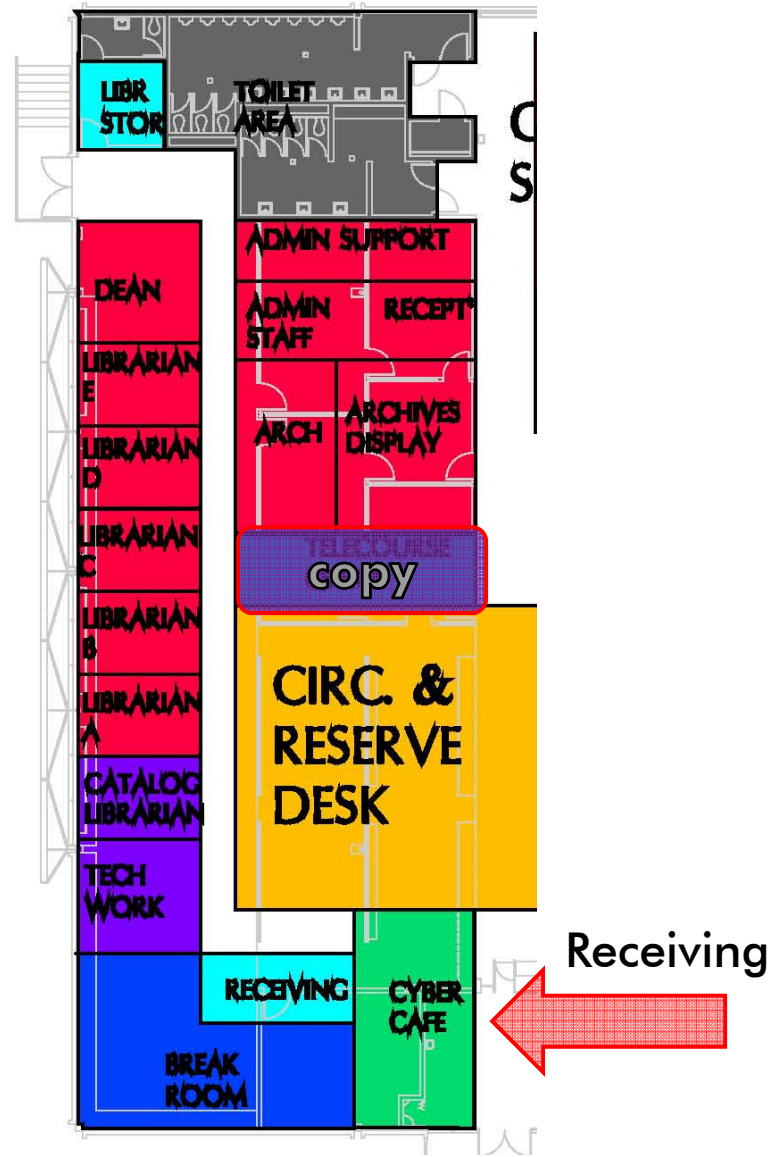 LIBR
STOR
TOILET
AREA
C
S
ADMIN SUPPORT
DEAN
ADMIN
STAFF
RECEPT
LIBRARIAN
E
ARCH
ARCHIVES
DISPLAY
LIBRARIAN
D
LIBRARIAN
C
TELECOURSE
copy
LIBRARIAN
B
LIBRARIAN
A
CIRC. &
RESERVE
DESK
CATALOG
LIBRARIAN
TECH
WORK
Receiving
RECEIVING
CYBER
CAFE
BREAK
ROOM